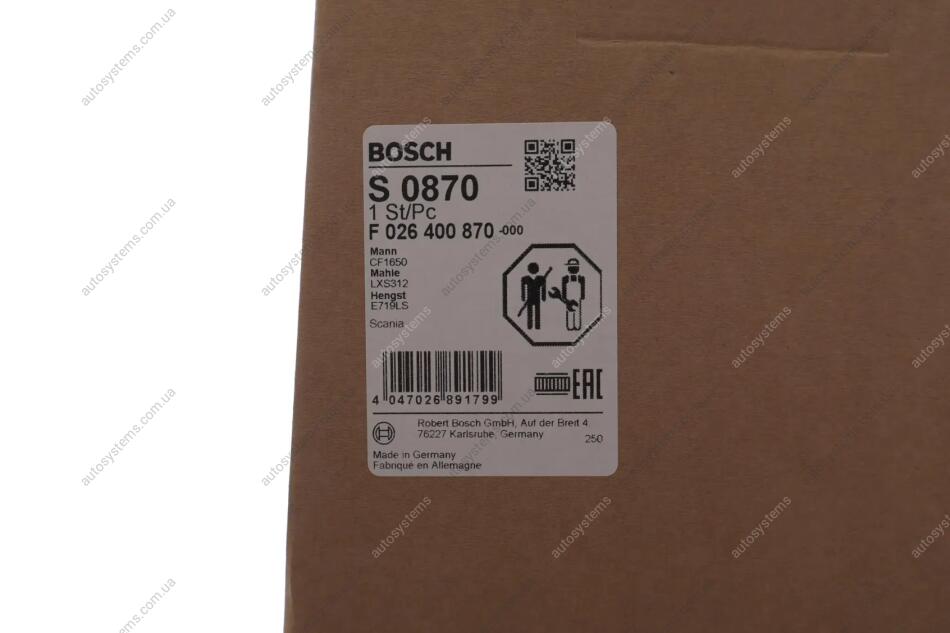 BOSCH
S 0870
1 St/Pc
F 026 400 870 -000
Mann
CF1650
Mahle
LXS312
Hengst
E719LS
Scania
4 047026 891799
EAC
Robert Bosch GmbH, Auf der Breit 4
76227 Karlsruhe, Germany
250
Made in Germany
Fabriqué en Allemagne
autosystems.com.ua